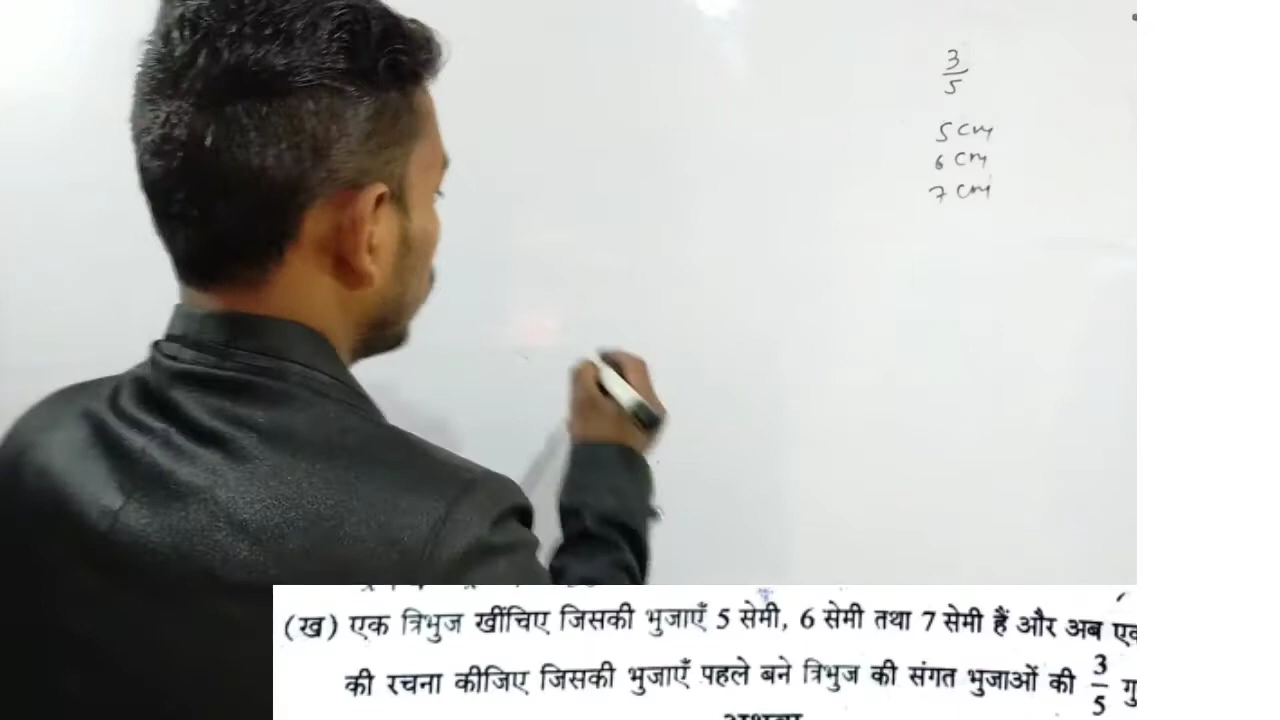 3
5
5 cm
6 cm
7 cm
(ख) एक त्रिभुज खींचिए जिसकी भुजाएँ 5 सेमी, 6 सेमी तथा 7 सेमी हैं और अब
की रचना कीजिए जिसकी भुजाएँ पहले बने त्रिभुज की संगत भुजाओं की 3/5